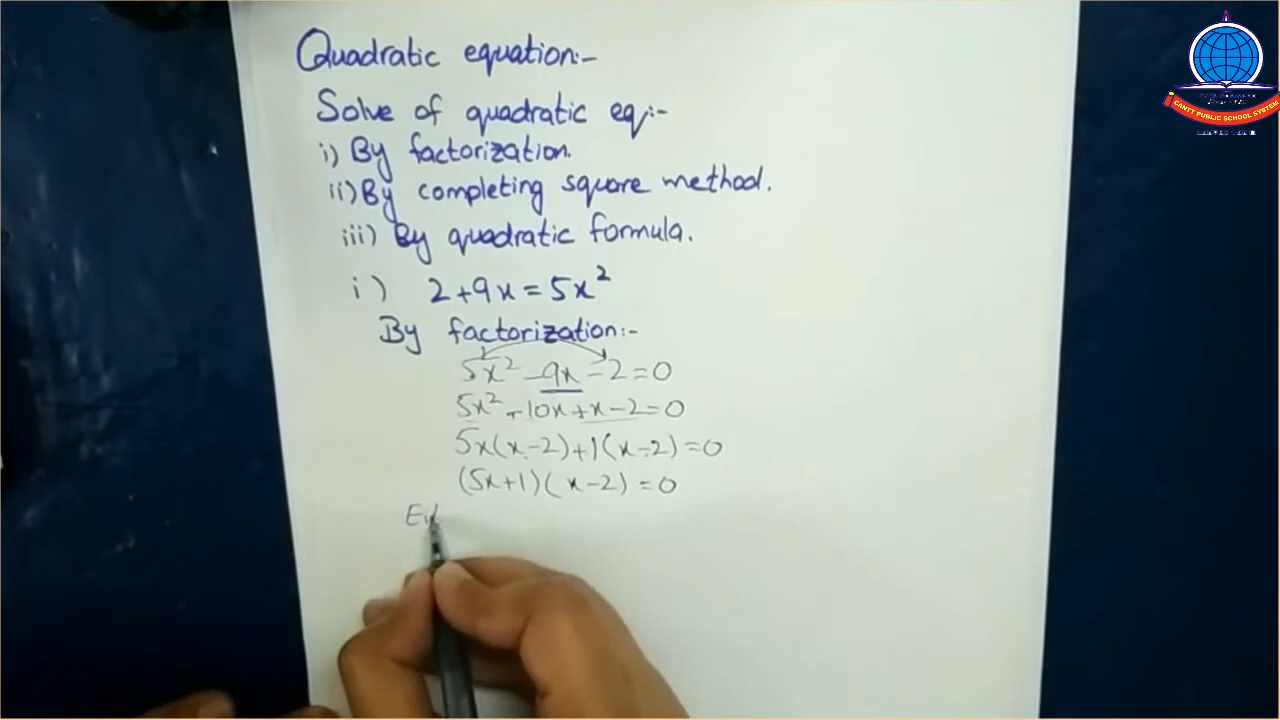 Quadratic equation:-
Solve of quadratic eq:-
i) By factorization.
ii) By completing square method.
iii) By quadratic formula.
i) 2+9x=5x²
By factorization:-
5x² -9x -2=0
5x² -10x+x-2=0
5x(x-2)+1(x-2)=0
(5x+1)(x-2)=0
CANTT PUBLIC SCHOOL SYSTEM